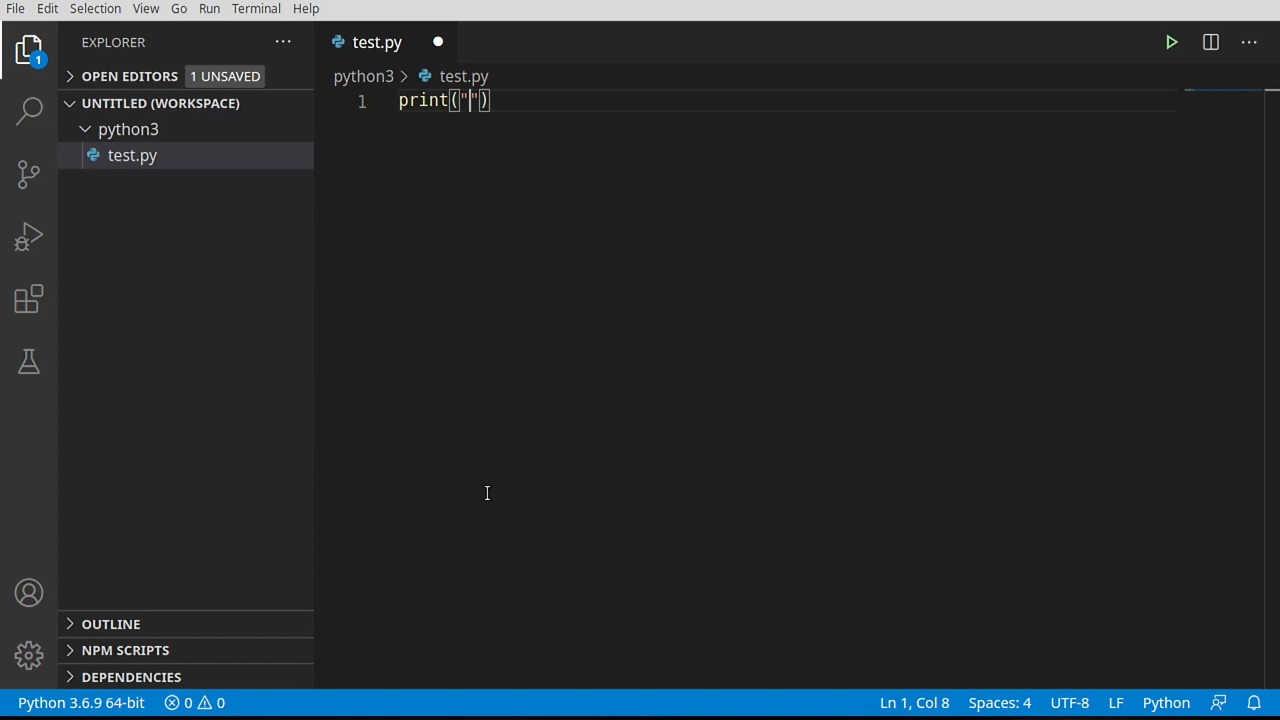 File Edit Selection View Go Run Terminal Help
1
EXPLORER
OPEN EDITORS 1 UNSAVED
UNTITLED (WORKSPACE)
python3
test.py
OUTLINE
NPM SCRIPTS
DEPENDENCIES
test.py
python3 > test.py
1 print("")
Python 3.6.9 64-bit 0 0 Ln 1, Col 8 Spaces: 4 UTF-8 LF Python